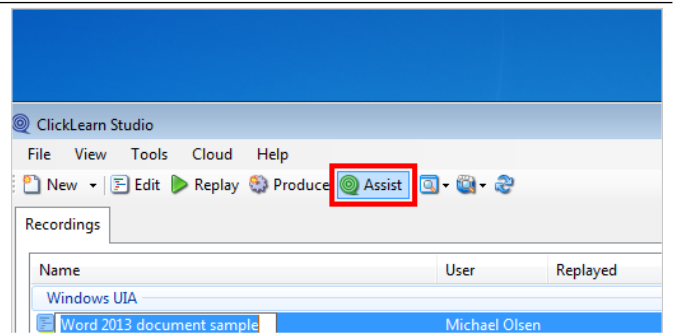 ClickLearn Studio
File View Tools Cloud Help
New Edit Replay Produce Assist
Recordings
Name User Replayed
Windows UIA
Word 2013 document sample Michael Olsen